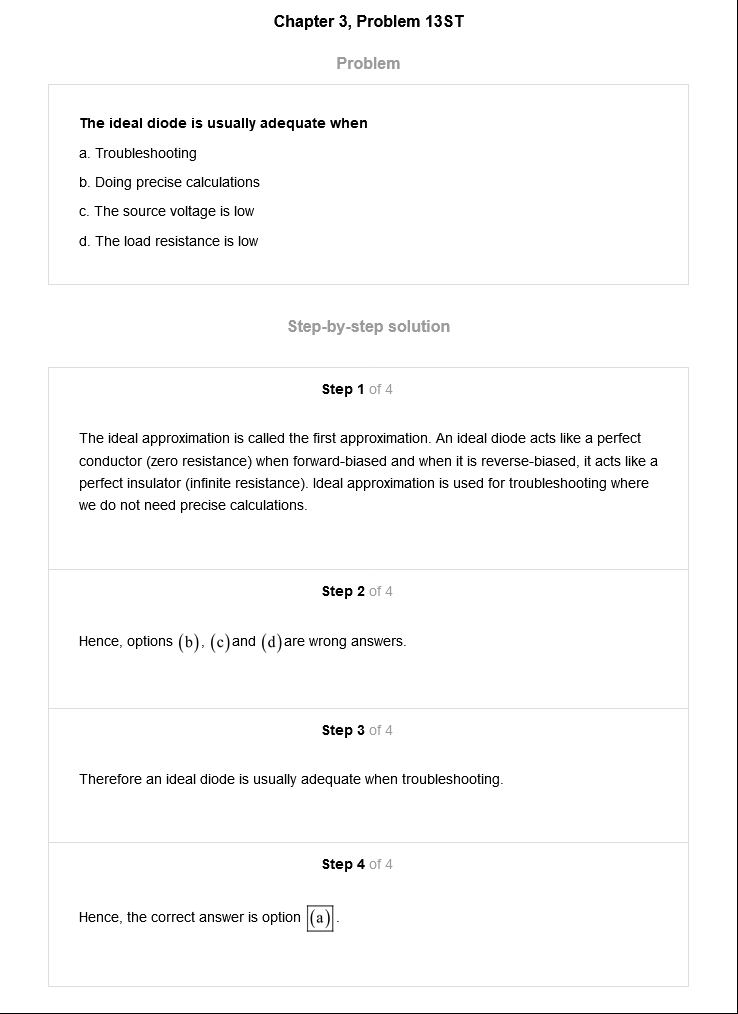 Chapter 3, Problem 13ST
Problem
The ideal diode is usually adequate when
a. Troubleshooting
b. Doing precise calculations
c. The source voltage is low
d. The load resistance is low
Step-by-step solution
Step 1 of 4
The ideal approximation is called the first approximation. An ideal diode acts like a perfect
conductor (zero resistance) when forward-biased and when it is reverse-biased, it acts like a
perfect insulator (infinite resistance). Ideal approximation is used for troubleshooting where
we do not need precise calculations.
Step 2 of 4
Hence, options (b), (c)and (d)are wrong answers.
Step 3 of 4
Therefore an ideal diode is usually adequate when troubleshooting.
Step 4 of 4
Hence, the correct answer is option (a).